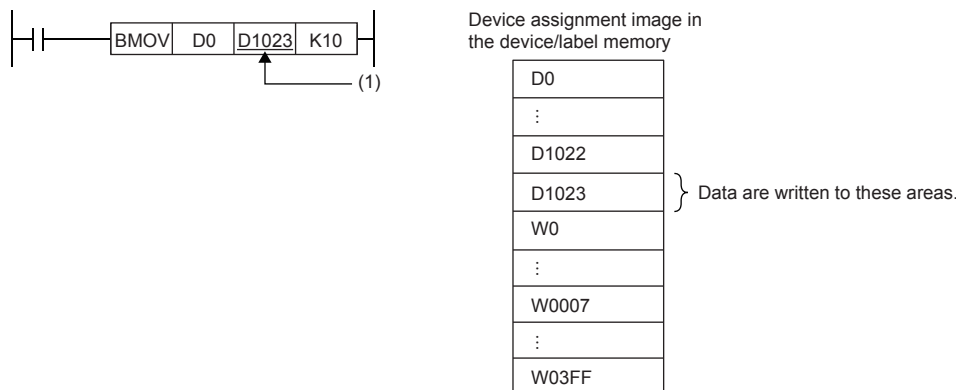 BMOV D0 D1023 K10
(1)
Device assignment image in
the device/label memory
D0
⋮
D1022
D1023
Data are written to these areas.
W0
⋮
W0007
⋮
W03FF